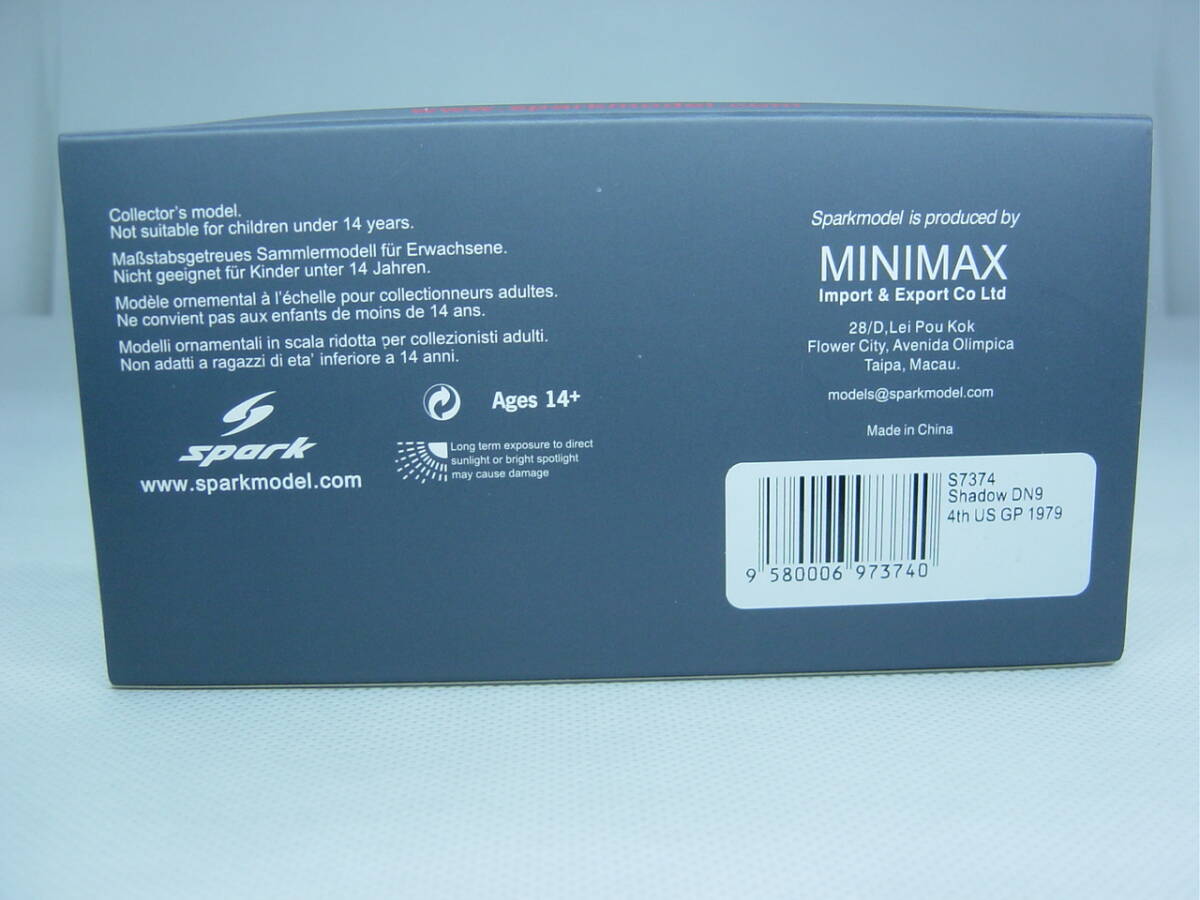 www.sparkmodel.com
Collector's model.
Not suitable for children under 14 years.
Maßstabsgetreues Sammlermodell für Erwachsene.
Nicht geeignet für Kinder unter 14 Jahren.
Modèle ornemental à l'échelle pour collectionneurs adultes.
Ne convient pas aux enfants de moins de 14 ans.
Modelli ornamentali in scala ridotta per collezionisti adulti.
Non adatti a ragazzi di eta' inferiore a 14 anni.
spark
www.sparkmodel.com
Ages 14+
Long term exposure to direct
sunlight or bright spotlight
may cause damage
Sparkmodel is produced by
MINIMAX
Import & Export Co Ltd
28/D,Lei Pou Kok
Flower City, Avenida Olimpica
Taipa, Macau.
models@sparkmodel.com
Made in China
S7374
Shadow DN9
4th US GP 1979
9 580006 973740